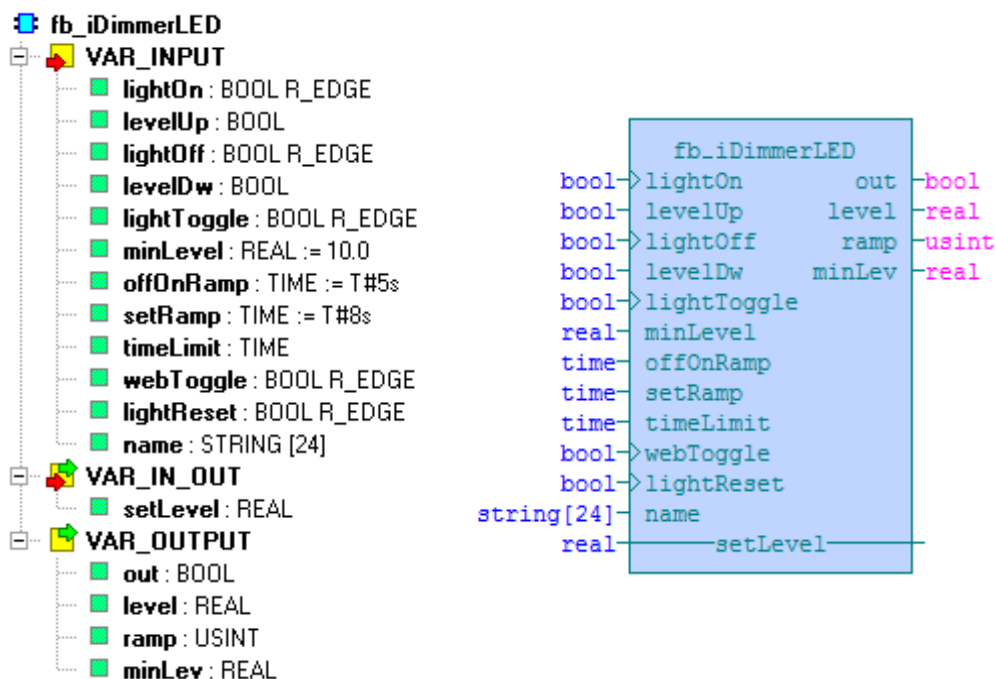 fb_iDimmerLED
VAR_INPUT
lightOn : BOOL R_EDGE
levelUp : BOOL
lightOff : BOOL R_EDGE
levelDw : BOOL
lightToggle : BOOL R_EDGE
minLevel : REAL := 10.0
offOnRamp : TIME := T#5s
setRamp : TIME := T#8s
timeLimit : TIME
webToggle : BOOL R_EDGE
lightReset : BOOL R_EDGE
name : STRING [24]
VAR_IN_OUT
setLevel : REAL
VAR_OUTPUT
out : BOOL
level : REAL
ramp : USINT
minLev : REAL
fb_iDimmerLED
bool lightOn out bool
bool levelUp level real
bool lightOff ramp usint
bool levelDw minLev real
bool lightToggle
real minLevel
time offOnRamp
time setRamp
time timeLimit
bool webToggle
bool lightReset
string[24] name
real setLevel